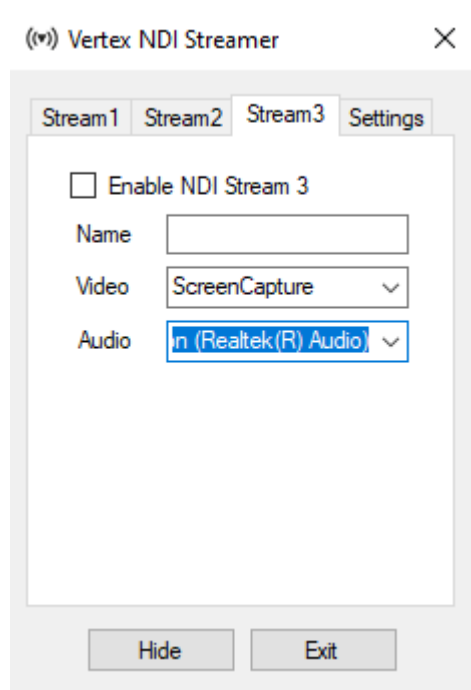 Vertex NDI Streamer
Stream1 Stream2 Stream3 Settings
Enable NDI Stream 3
Name
Video ScreenCapture
Audio on (Realtek(R) Audio)
Hide Exit